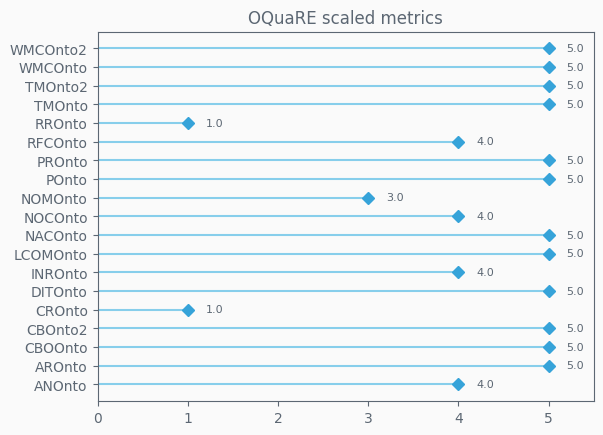 OQuaRE scaled metrics
WMCOnto2 5.0
WMCOnto 5.0
TMOnto2 5.0
TMOnto 5.0
RROnto 1.0
RFCOnto 4.0
PROnto 5.0
POnto 5.0
NOMOnto 3.0
NOCOnto 4.0
NACOnto 5.0
LCOMOnto 5.0
INROnto 4.0
DITOnto 5.0
CROnto 1.0
CBOnto2 5.0
CBOOnto 5.0
AROnto 5.0
ANOnto 4.0
0 1 2 3 4 5